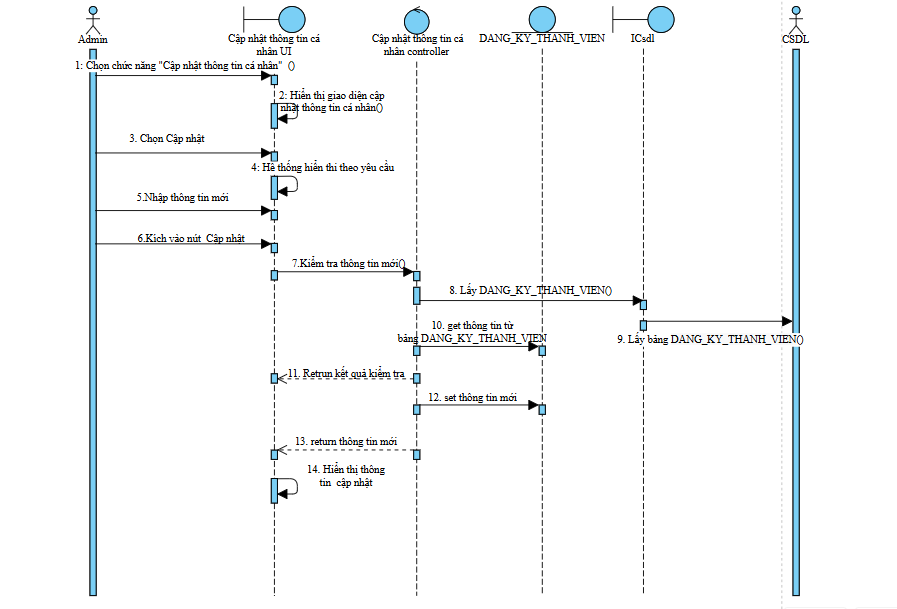 Admin
Cập nhật thông tin cá
nhân UI
Cập nhật thông tin cá
nhân controller
DANG_KY_THANH_VIEN
ICsdl
CSDL
1: Chọn chức năng "Cập nhật thông tin cá nhân" ()
2: Hiển thị giao diện cập
nhật thông tin cá nhân()
3. Chọn Cập nhật
4: Hê thống hiển thi theo yêu cầu
5.Nhập thông tin mới
6.Kich vào nút Cập nhât
7.Kiểm tra thông tin mới()
8. Lấy DANG_KY_THANH_VIEN()
9. Lấy bảng DANG_KY_THANH_VIEN()
10. get thông tin từ
bảng DANG_KY_THANH_VIEN
11. Retrun kết quả kiểm tra
12. set thông tin mới
13. return thông tin mới
14. Hiển thị thông
tin cập nhật